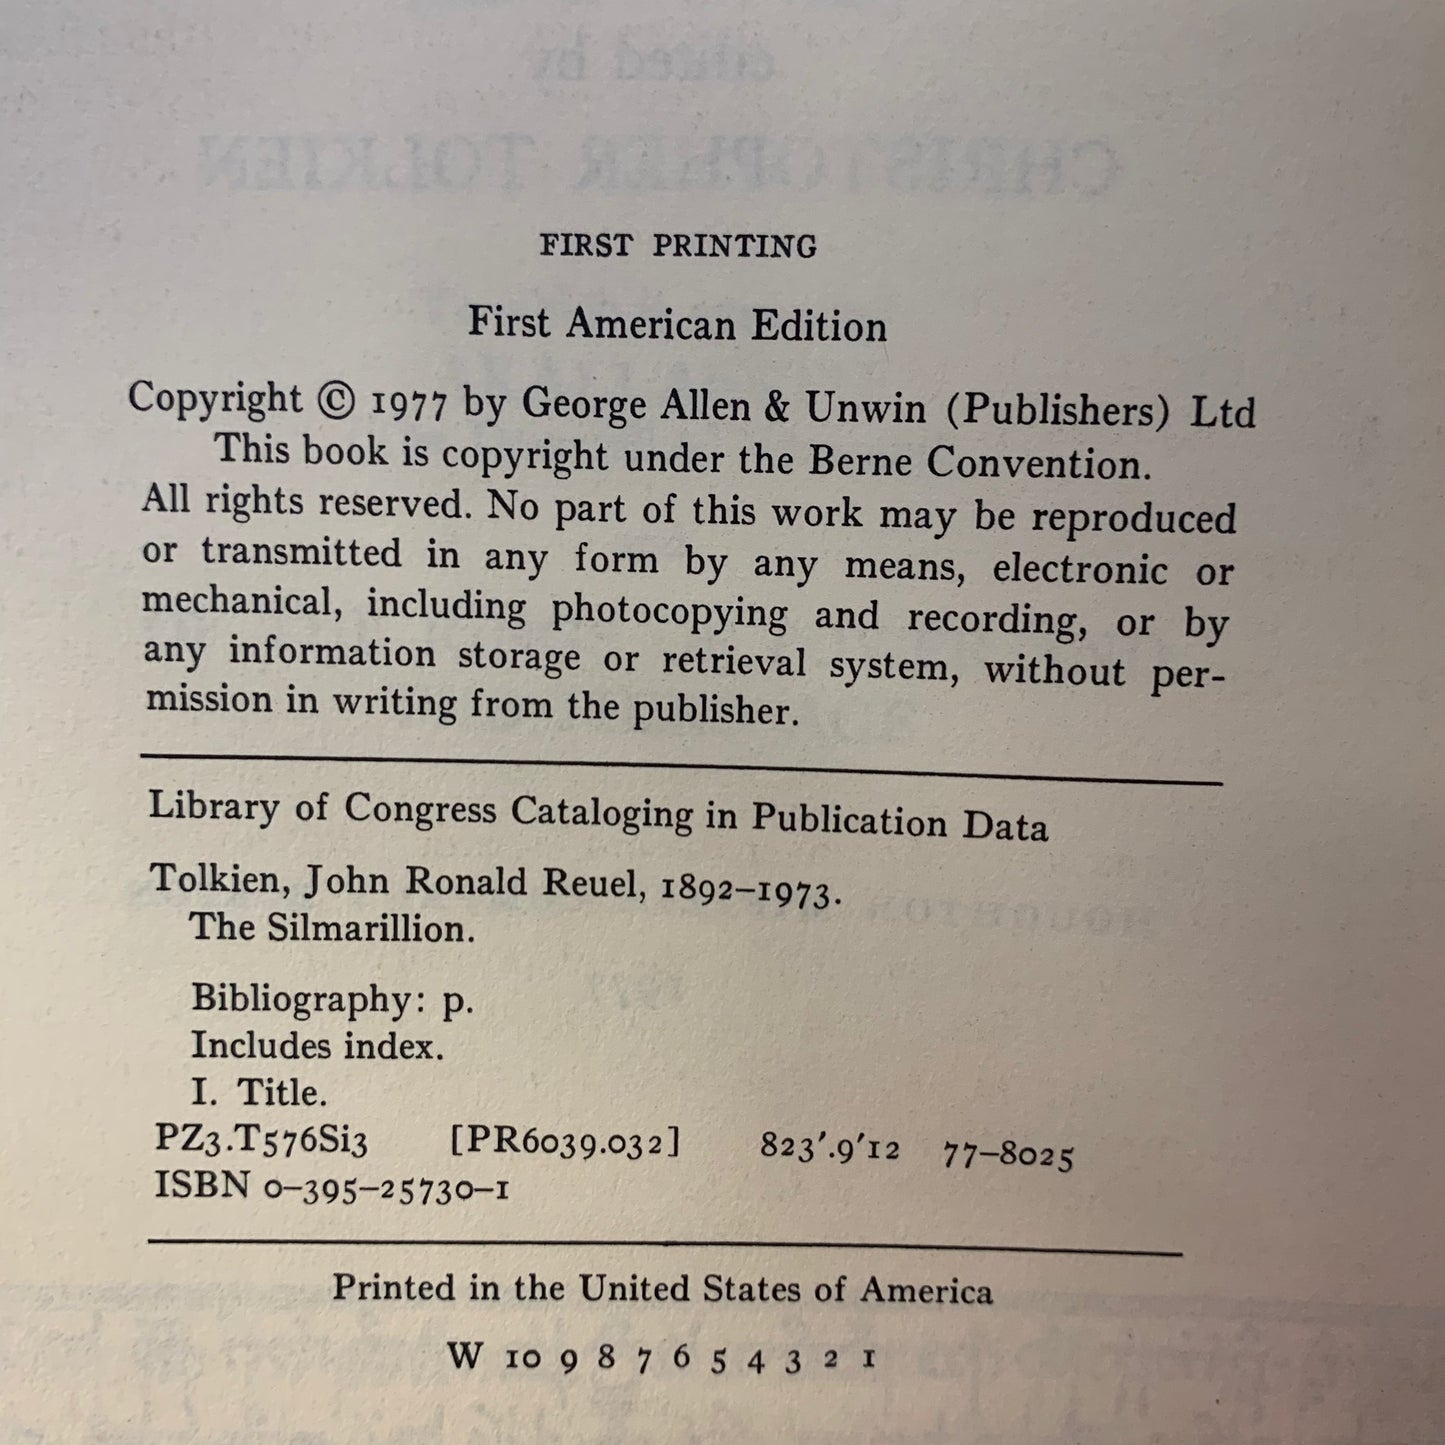 FIRST PRINTING
First American Edition
Copyright © 1977 by George Allen & Unwin (Publishers) Ltd
This book is copyright under the Berne Convention.
All rights reserved. No part of this work may be reproduced
or transmitted in any form by any means, electronic or
mechanical, including photocopying and recording, or by
any information storage or retrieval system, without per-
mission in writing from the publisher.
Library of Congress Cataloging in Publication Data
Tolkien, John Ronald Reuel, 1892–1973.
The Silmarillion.
Bibliography: p.
Includes index.
I. Title.
PZ3.T576Si3 [PR6039.032] 823′.9′12 77–8025
ISBN 0–395–25730–1
Printed in the United States of America
W 10 9 8 7 6 5 4 3 2 1